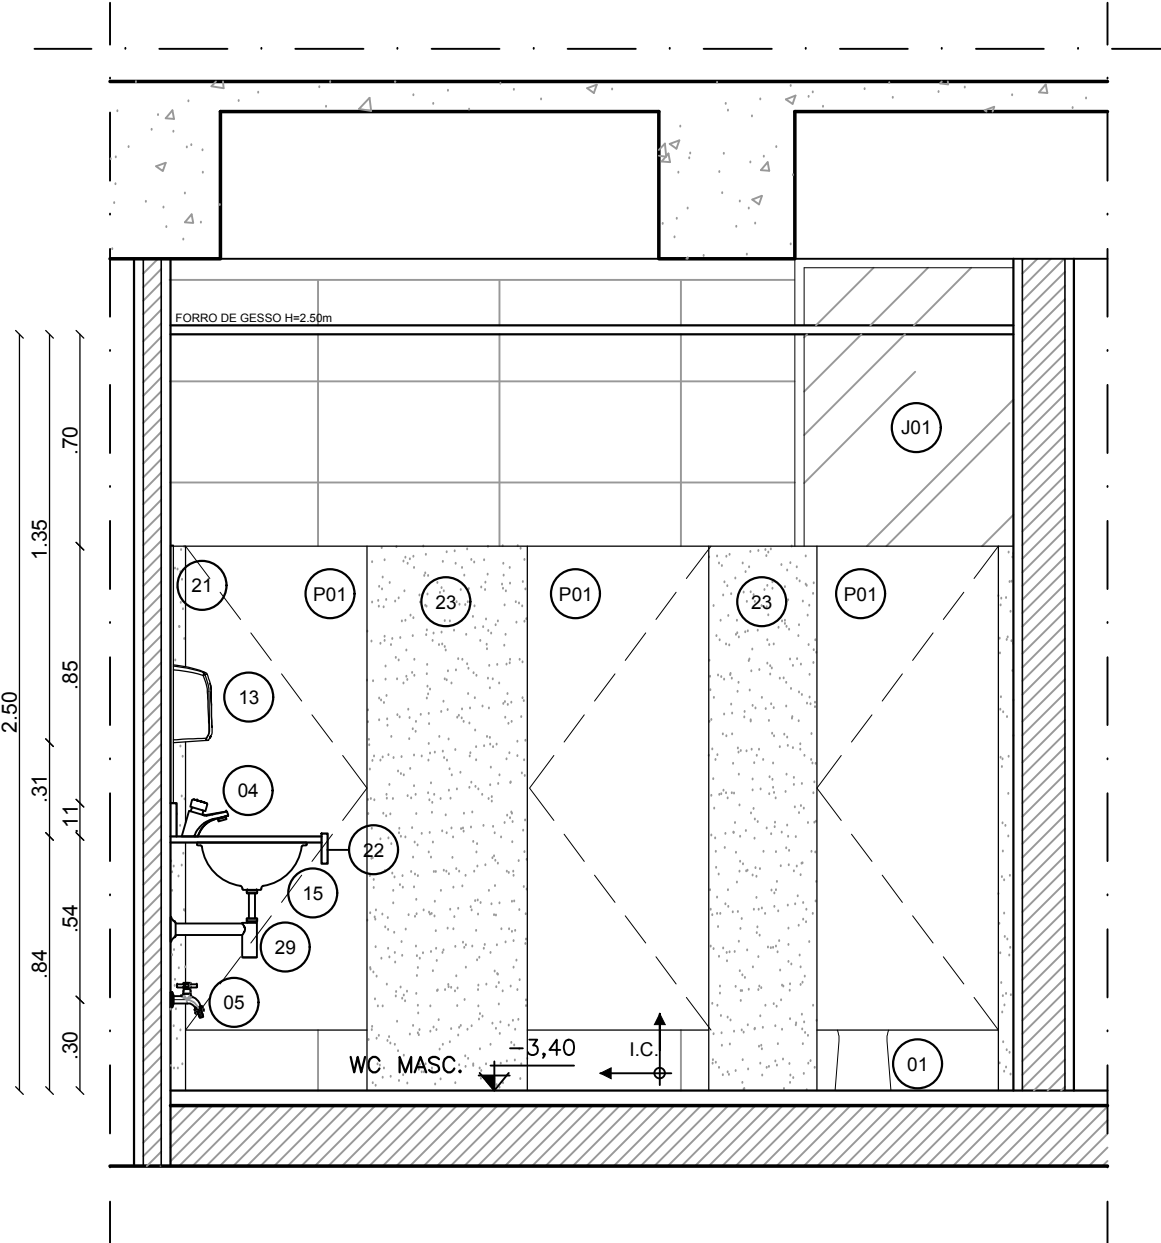 FORRO DE GESSO H=2.50m
J01
.70
1.35
21
P01
23
P01
23
P01
.85
13
2.50
.31
04
.11
22
15
.54
29
.84
05
.30
WC MASC.
-3,40
I.C.
01